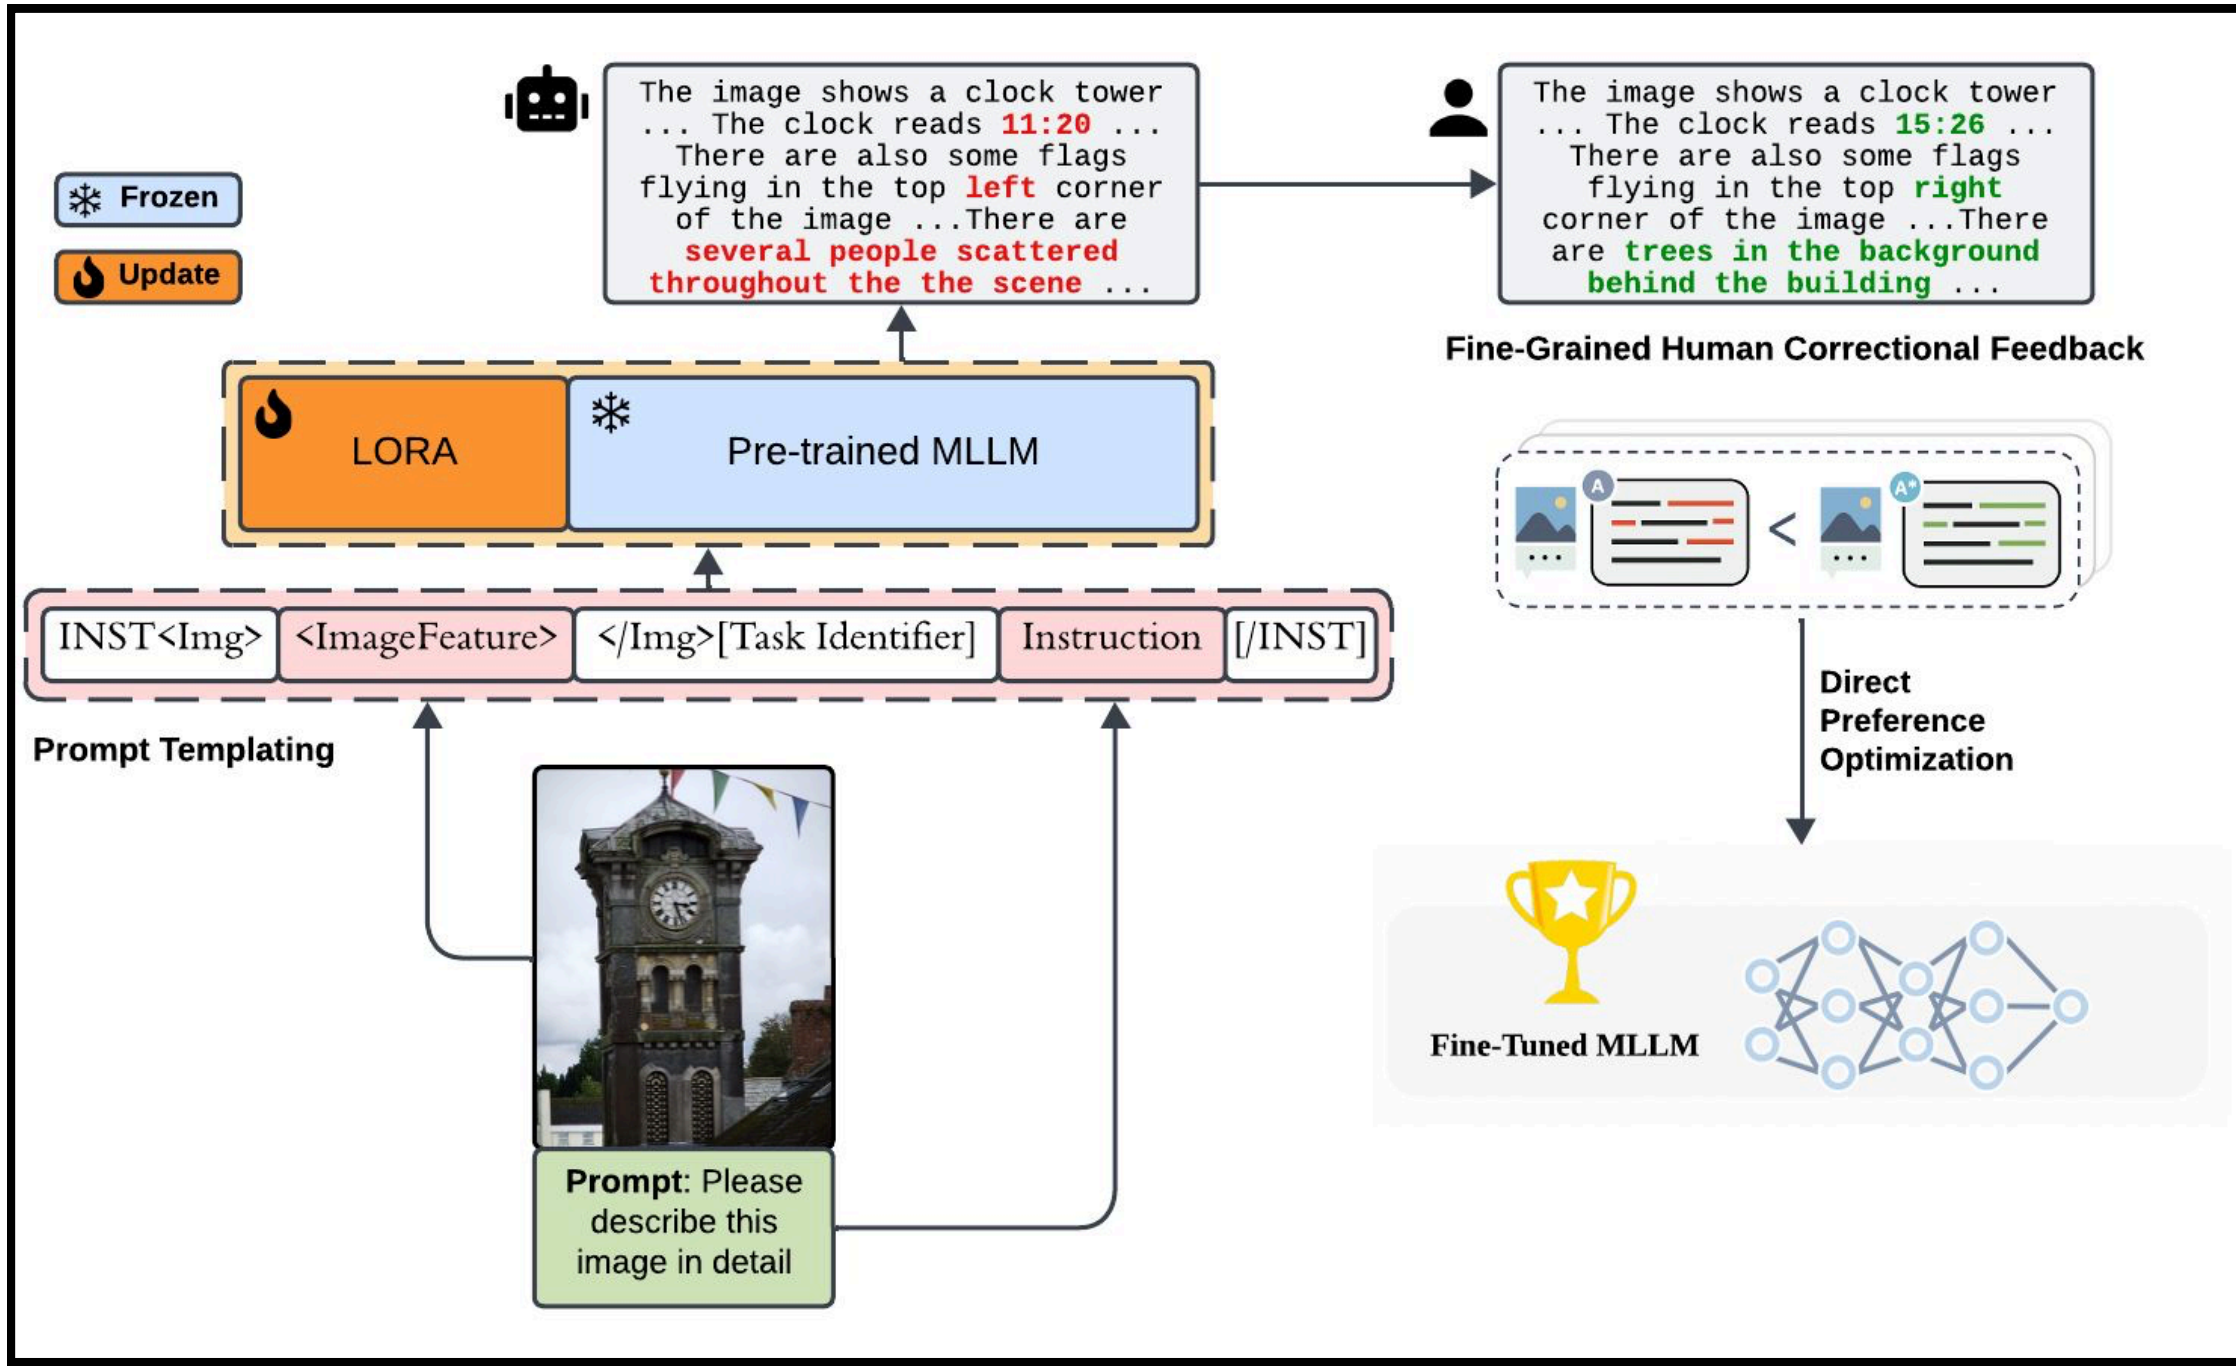 The image shows a clock tower
... The clock reads 11:20 ...
There are also some flags
flying in the top left corner
of the image ...There are
several people scattered
throughout the the scene ...
The image shows a clock tower
... The clock reads 15:26 ...
There are also some flags
flying in the top right
corner of the image ...There
are trees in the background
behind the building ...
Fine-Grained Human Correctional Feedback
Frozen
Update
LORA
Pre-trained MLLM
INST<Img>
<ImageFeature>
</Img>[Task Identifier]
Instruction
[/INST]
Prompt Templating
Prompt: Please
describe this
image in detail
A
<
A*
Direct
Preference
Optimization
Fine-Tuned MLLM